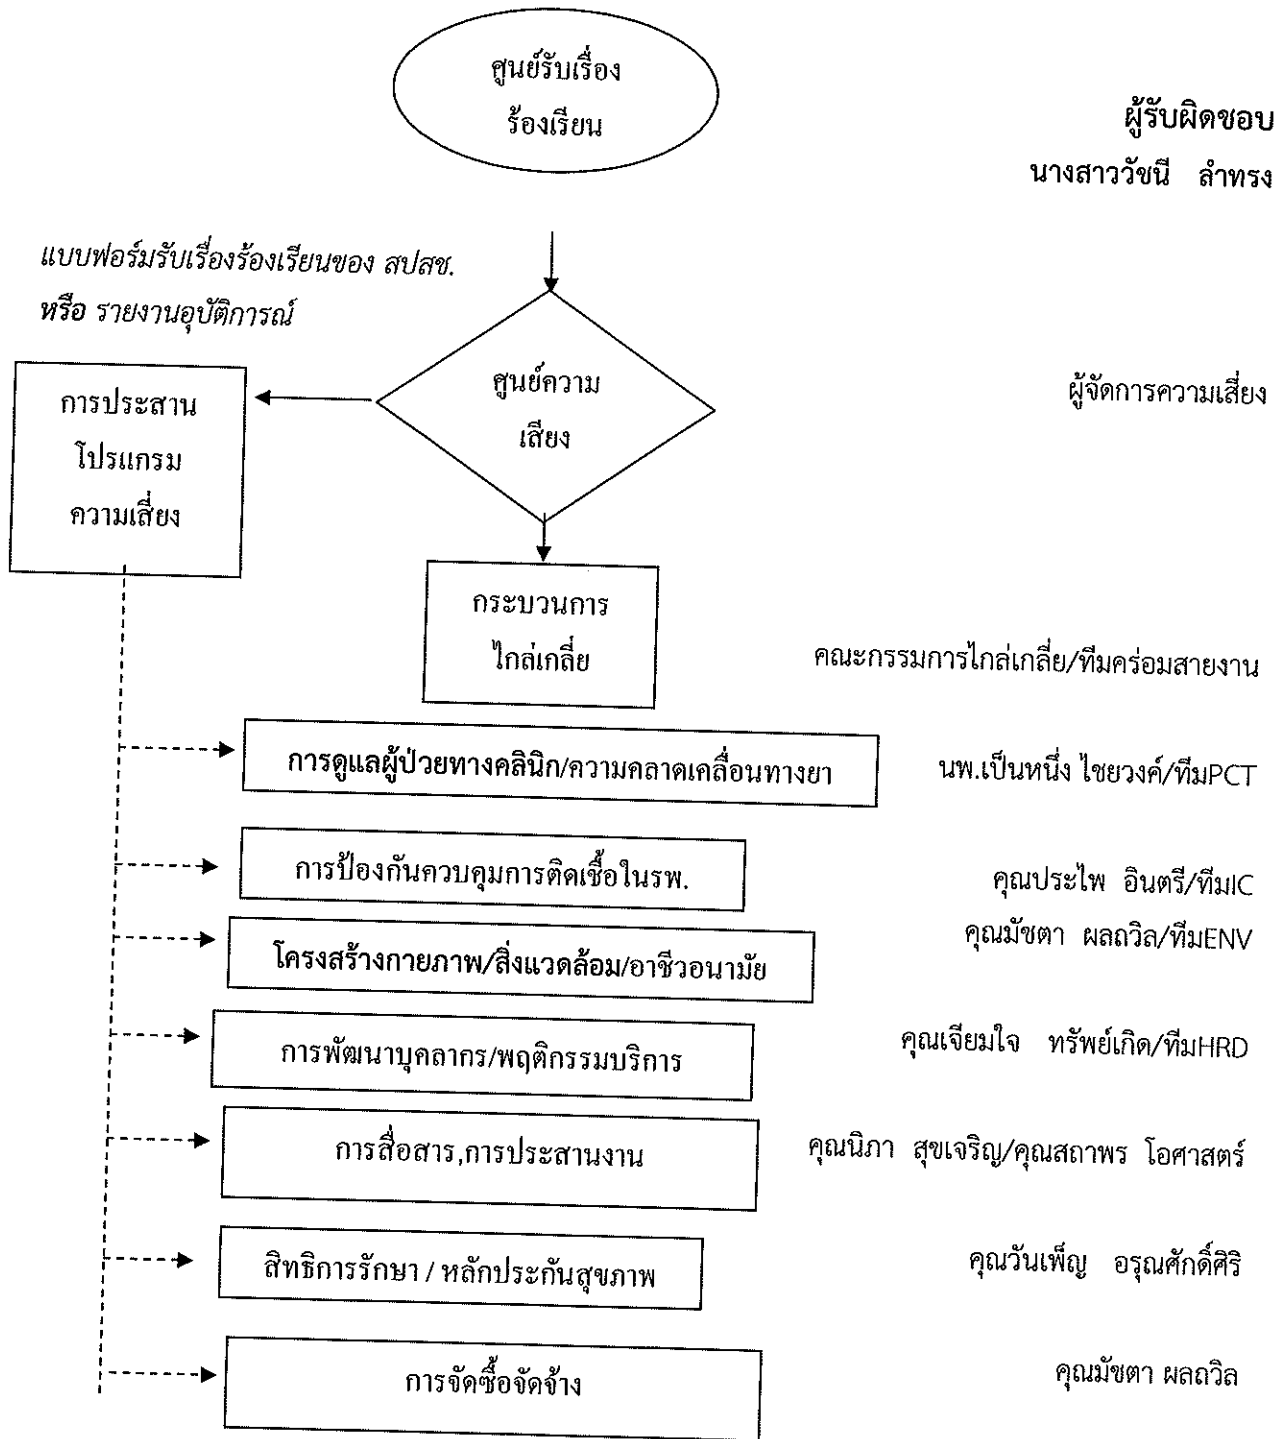 ศูนย์รับเรื่อง
ร้องเรียน
ผู้รับผิดชอบ
นางสาววัชนี ลำทรง
แบบฟอร์มรับเรื่องร้องเรียนของ สปสช.
หรือ รายงานอุบัติการณ์
ศูนย์ความ
เสียง
ผู้จัดการความเสี่ยง
การประสาน
โปรแกรม
ความเสี่ยง
กระบวนการ
ไกล่เกลี่ย
คณะกรรมการไกล่เกลี่ย/ทีมคร่อมสายงาน
การดูแลผู้ป่วยทางคลินิก/ความคลาดเคลื่อนทางยา
นพ.เป็นหนึ่ง ไชยวงค์/ทีมPCT
การป้องกันควบคุมการติดเชื้อในรพ.
คุณประไพ อินตรี/ทีมIC
โครงสร้างกายภาพ/สิ่งแวดล้อม/อาชีวอนามัย
คุณมัชตา ผลถวิล/ทีมENV
การพัฒนาบุคลากร/พฤติกรรมบริการ
คุณเจียมใจ ทรัพย์เกิด/ทีมHRD
การสื่อสาร,การประสานงาน
คุณนิภา สุขเจริญ/คุณสถาพร โอศาสตร์
สิทธิการรักษา / หลักประกันสุขภาพ
คุณวันเพ็ญ อรุณศักดิ์ศิริ
การจัดซื้อจัดจ้าง
คุณมัชตา ผลถวิล